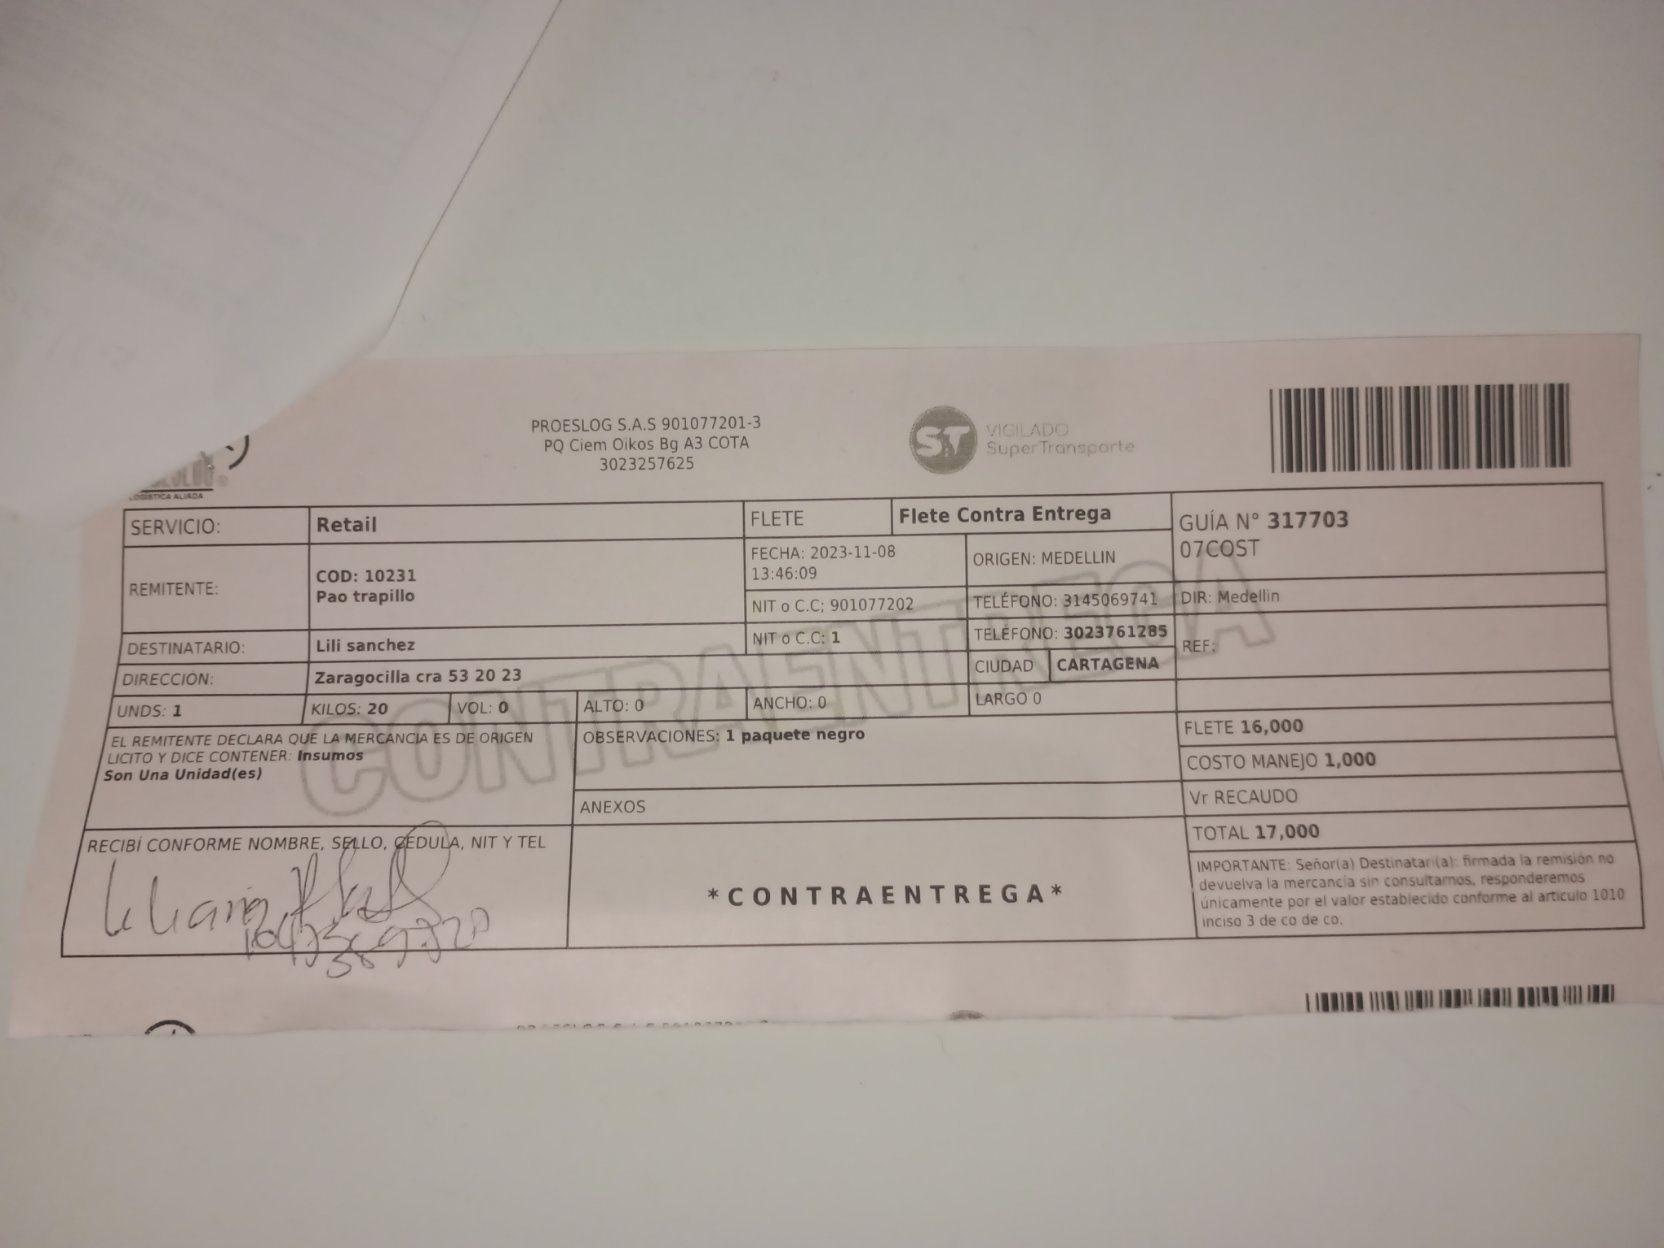 PROESLOG S.A.S 901077201-3
PQ Ciem Oikos Bg A3 COTA
3023257625
ST VIGILADO
SuperTransporte
LOGISTICA ALIADA
SERVICIO: Retail FLETE Flete Contra Entrega GUÍA N° 317703
07COST
REMITENTE: COD: 10231
Pao trapillo
FECHA: 2023-11-08
13:46:09
ORIGEN: MEDELLIN
NIT o C.C; 901077202 TELÉFONO: 3145069741 DIR: Medellin
DESTINATARIO: Lili sanchez NIT o C.C: 1 TELÉFONO: 3023761285 REF:
DIRECCIÓN: Zaragocilla cra 53 20 23 CIUDAD CARTAGENA
UNDS: 1 KILOS: 20 VOL: 0 ALTO: 0 ANCHO: 0 LARGO 0
CONTRAENTREGA
EL REMITENTE DECLARA QUE LA MERCANCIA ES DE ORIGEN
LICITO Y DICE CONTENER: Insumos
Son Una Unidad(es)
OBSERVACIONES: 1 paquete negro
ANEXOS
FLETE 16,000
COSTO MANEJO 1,000
Vr RECAUDO
TOTAL 17,000
RECIBÍ CONFORME NOMBRE, SELLO, CEDULA, NIT Y TEL
*CONTRAENTREGA*
IMPORTANTE: Señor(a) Destinatar(a): firmada la remisión no
devuelva la mercancia sin consultarnos, responderemos
únicamente por el valor establecido conforme al articulo 1010
inciso 3 de co de co.